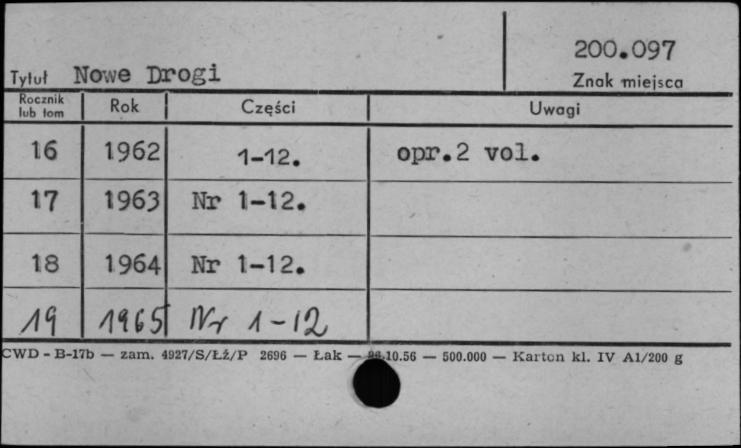 200.097
Tytuł Nowe Drogi Znak miejsca
Rocznik lub tom Rok Części Uwagi
16 1962 1-12. opr.2 vol.
17 1963 Nr 1-12.
18 1964 Nr 1-12.
19 1965 Nr 1-12
CWD - B-17b — zam. 4927/S/Łź/P 2696 — Łak — 10.56 — 500.000 — Karton kl. IV A1/200 g